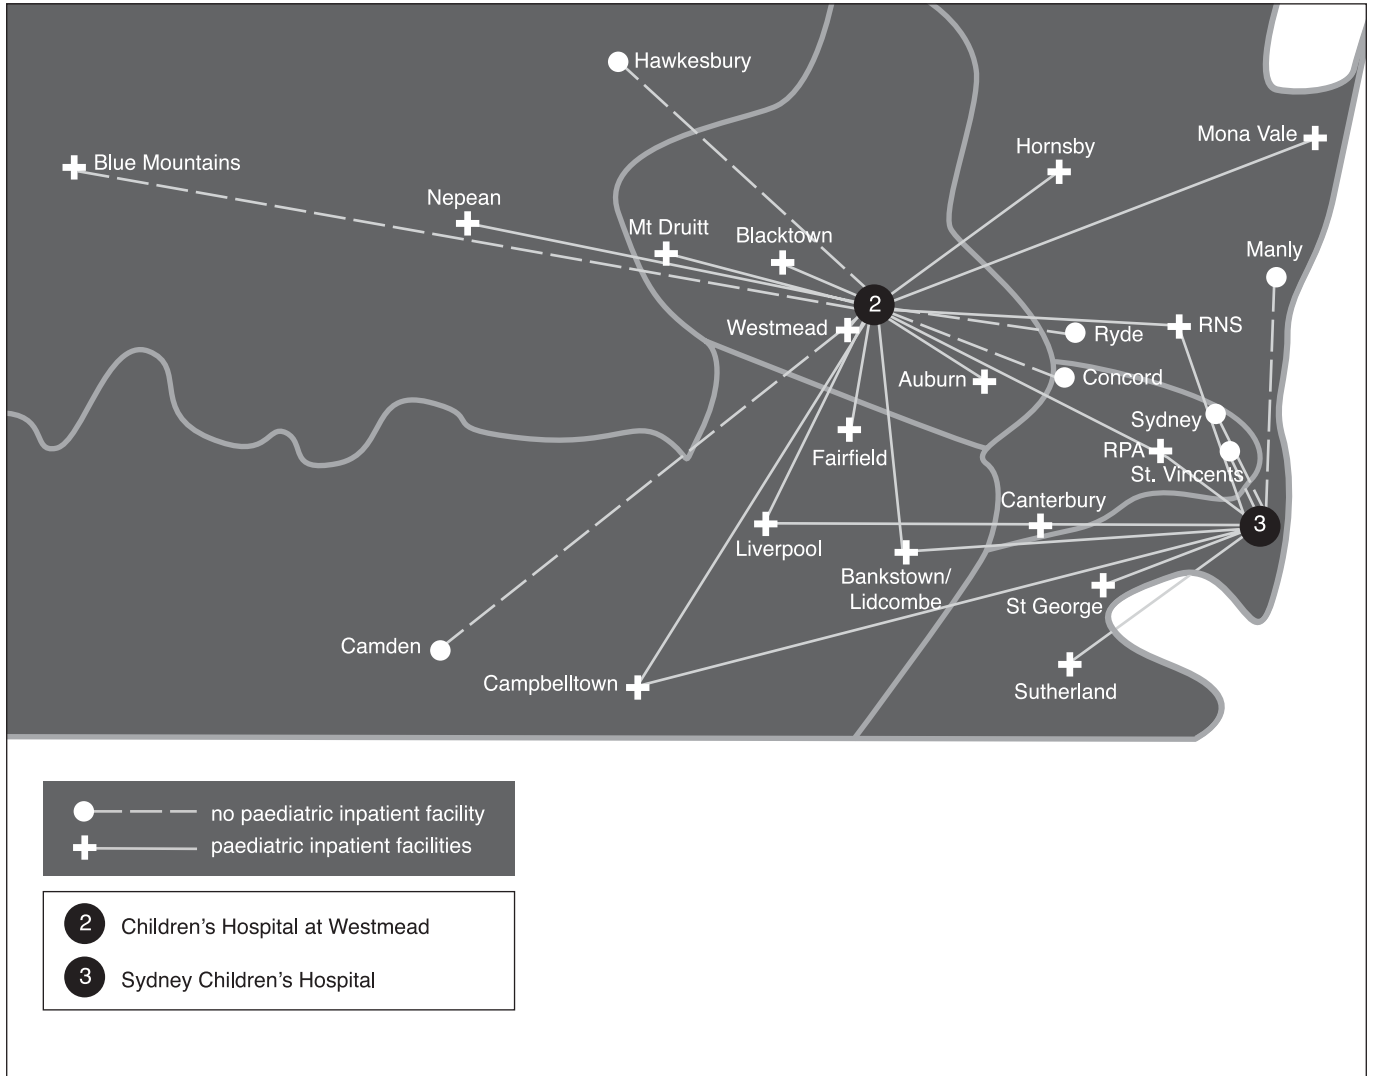 Hawkesbury
Mona Vale
Hornsby
Blue Mountains
Nepean
Mt Druitt
Blacktown
Manly
2
Westmead
Ryde
RNS
Auburn
Concord
Sydney
RPA
St. Vincents
Fairfield
Canterbury
3
Liverpool
Bankstown/
Lidcombe
St George
Camden
Campbelltown
Sutherland
no paediatric inpatient facility
paediatric inpatient facilities
2 Children’s Hospital at Westmead
3 Sydney Children’s Hospital